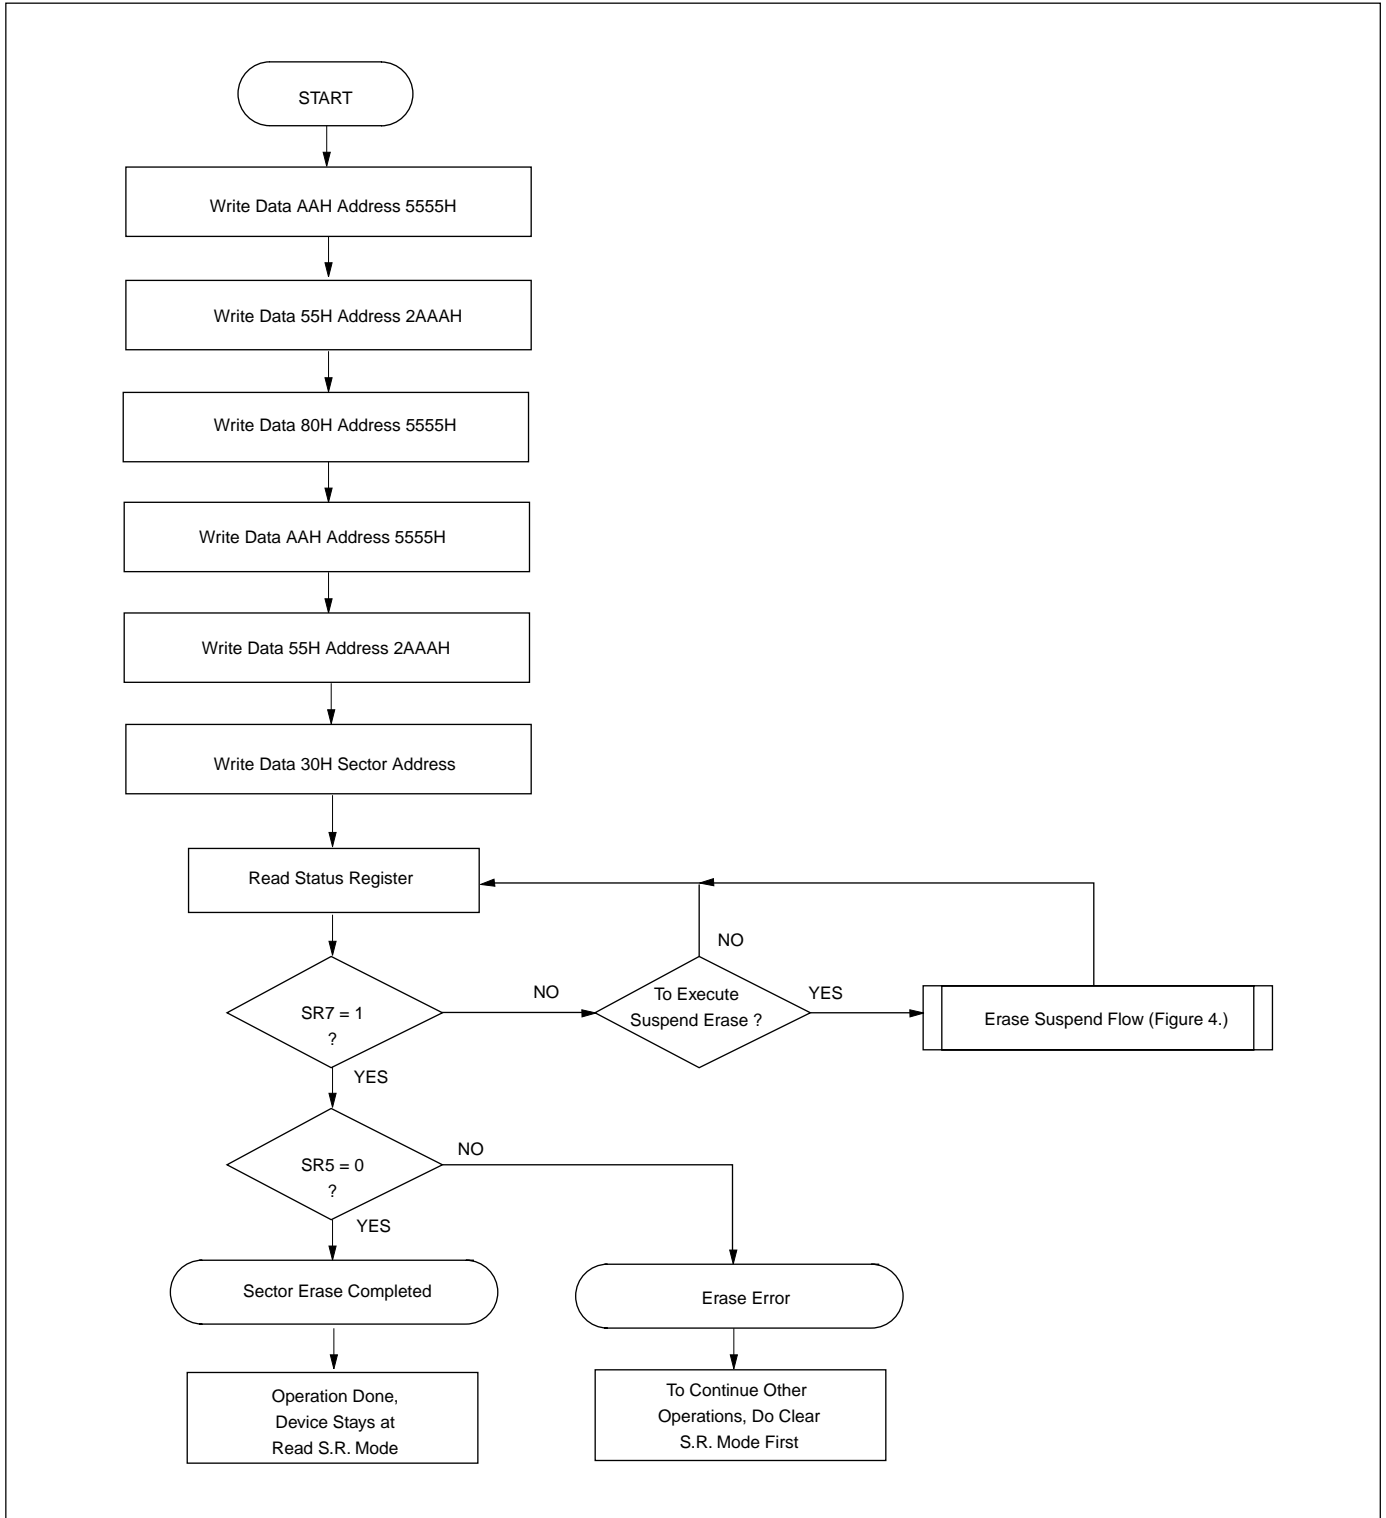 START
Write Data AAH Address 5555H
Write Data 55H Address 2AAAH
Write Data 80H Address 5555H
Write Data AAH Address 5555H
Write Data 55H Address 2AAAH
Write Data 30H Sector Address
Read Status Register
NO
SR7 = 1
?
NO
To Execute
Suspend Erase ?
YES
Erase Suspend Flow (Figure 4.)
YES
SR5 = 0
?
NO
YES
Sector Erase Completed
Erase Error
Operation Done,
Device Stays at
Read S.R. Mode
To Continue Other
Operations, Do Clear
S.R. Mode First